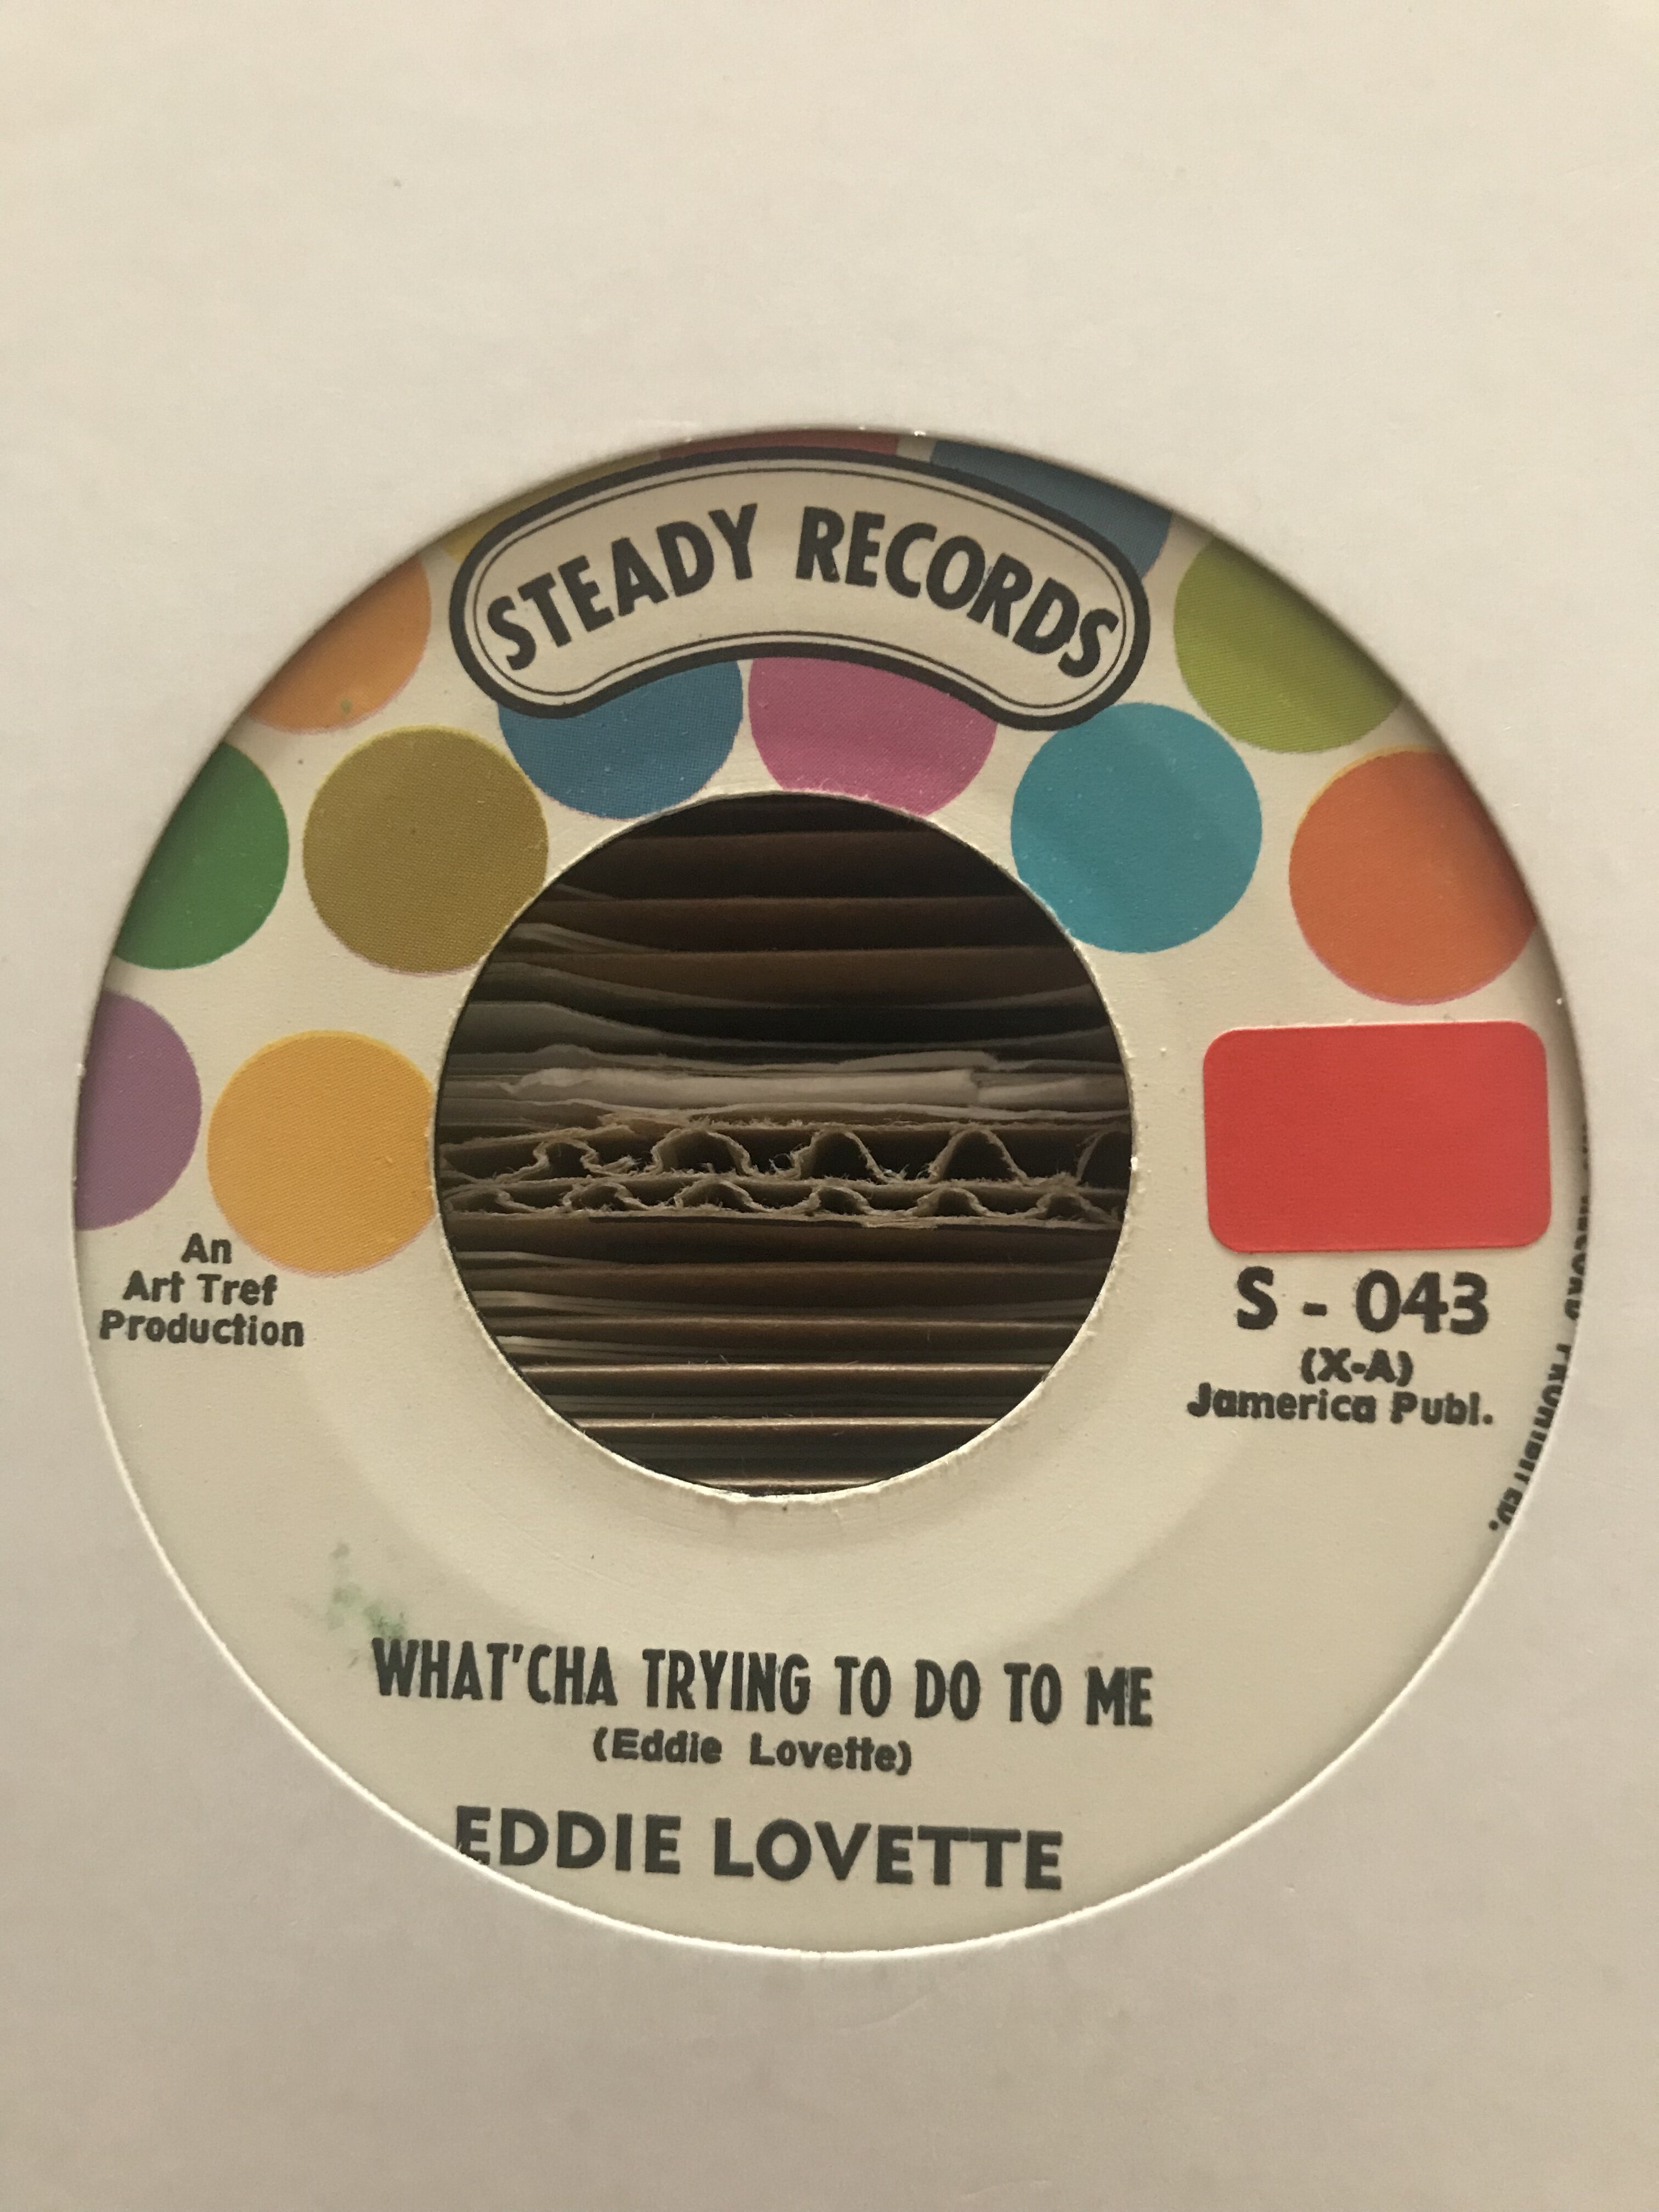 STEADY RECORDS
An
Art Tref
Production
S - 043
(X-A)
Jamerica Publ.
PROHIBITED.
WHAT'CHA TRYING TO DO TO ME
(Eddie Lovette)
EDDIE LOVETTE